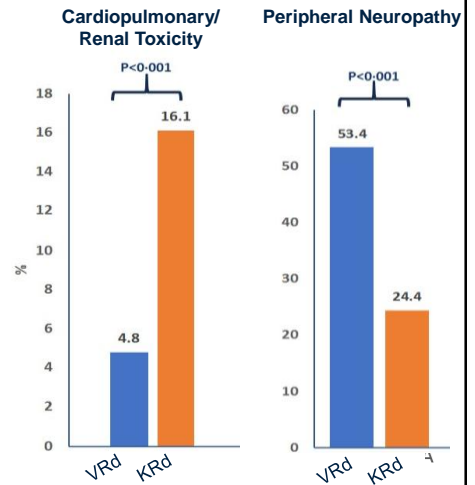 Cardiopulmonary/
Renal Toxicity
P<0·001
18
16
14
12
10
8
6
4
2
0
%
4.8
16.1
VRd
KRd
Peripheral Neuropathy
P<0·001
60
50
40
30
20
10
0
53.4
24.4
VRd
KRd